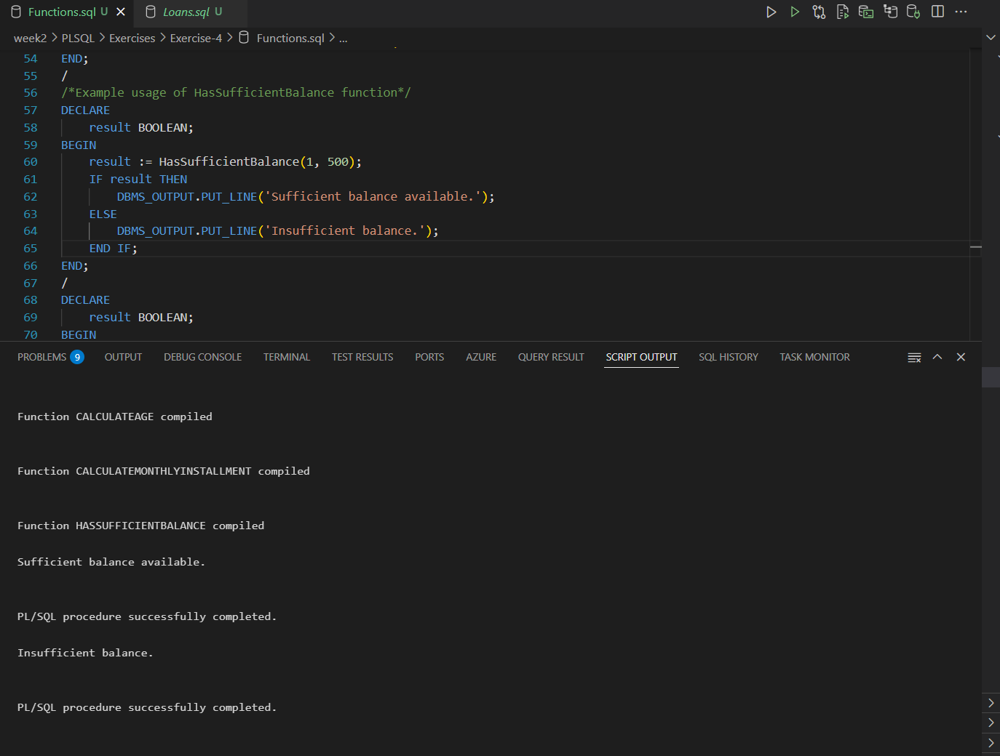 Functions.sql U
Loans.sql U
week2 > PLSQL > Exercises > Exercise-4 > Functions.sql > ...
54 END;
55 /
56 /*Example usage of HasSufficientBalance function*/
57 DECLARE
58 result BOOLEAN;
59 BEGIN
60 result := HasSufficientBalance(1, 500);
61 IF result THEN
62 DBMS_OUTPUT.PUT_LINE('Sufficient balance available.');
63 ELSE
64 DBMS_OUTPUT.PUT_LINE('Insufficient balance.');
65 END IF;
66 END;
67 /
68 DECLARE
69 result BOOLEAN;
70 BEGIN
PROBLEMS 9 OUTPUT DEBUG CONSOLE TERMINAL TEST RESULTS PORTS AZURE QUERY RESULT SCRIPT OUTPUT SQL HISTORY TASK MONITOR
Function CALCULATEAGE compiled
Function CALCULATEMONTHLYINSTALLMENT compiled
Function HASSUFFICIENTBALANCE compiled
Sufficient balance available.
PL/SQL procedure successfully completed.
Insufficient balance.
PL/SQL procedure successfully completed.